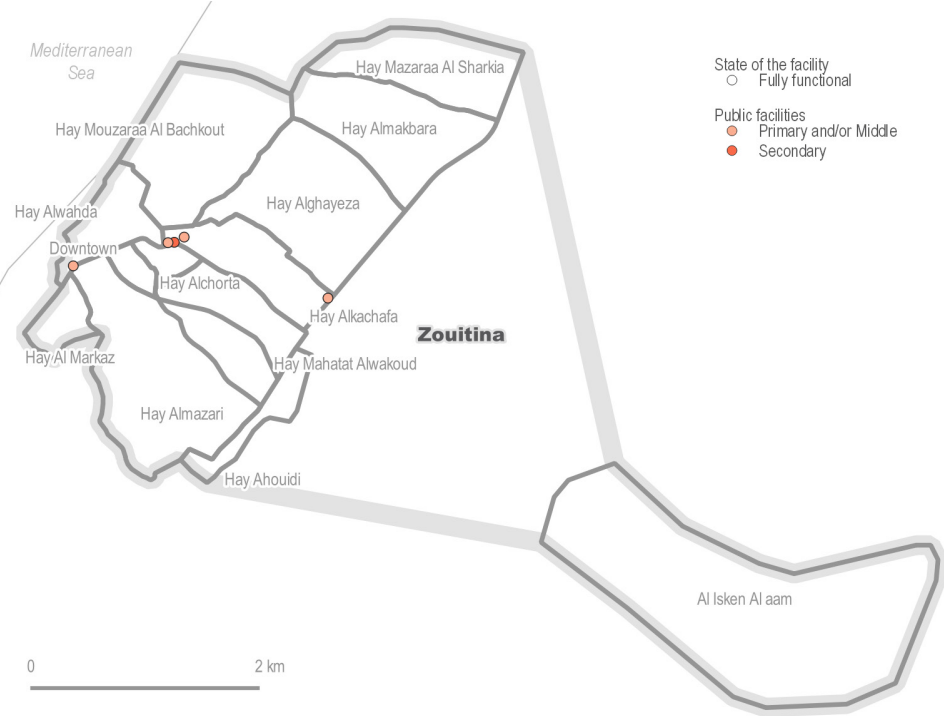 Mediterranean
Sea
State of the facility
Fully functional
Public facilities
Primary and/or Middle
Secondary
Hay Mazaraa Al Sharkia
Hay Mouzaraa Al Bachkout
Hay Almakbara
Hay Alghayeza
Hay Alwahda
Downtown
Hay Alchorta
Hay Alkachafa
Zouitina
Hay Al Markaz
Hay Mahatat Alwakoud
Hay Almazari
Hay Ahouidi
Al Isken Al aam
0 2 km